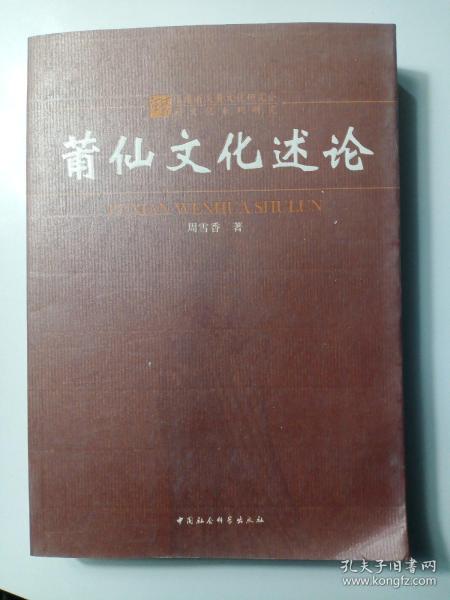 莆仙文化述论
PUXIAN WENHUA SHULUN
周雪香 著
中国社会科学出版社
孔夫子旧书网
www.kongfz.com